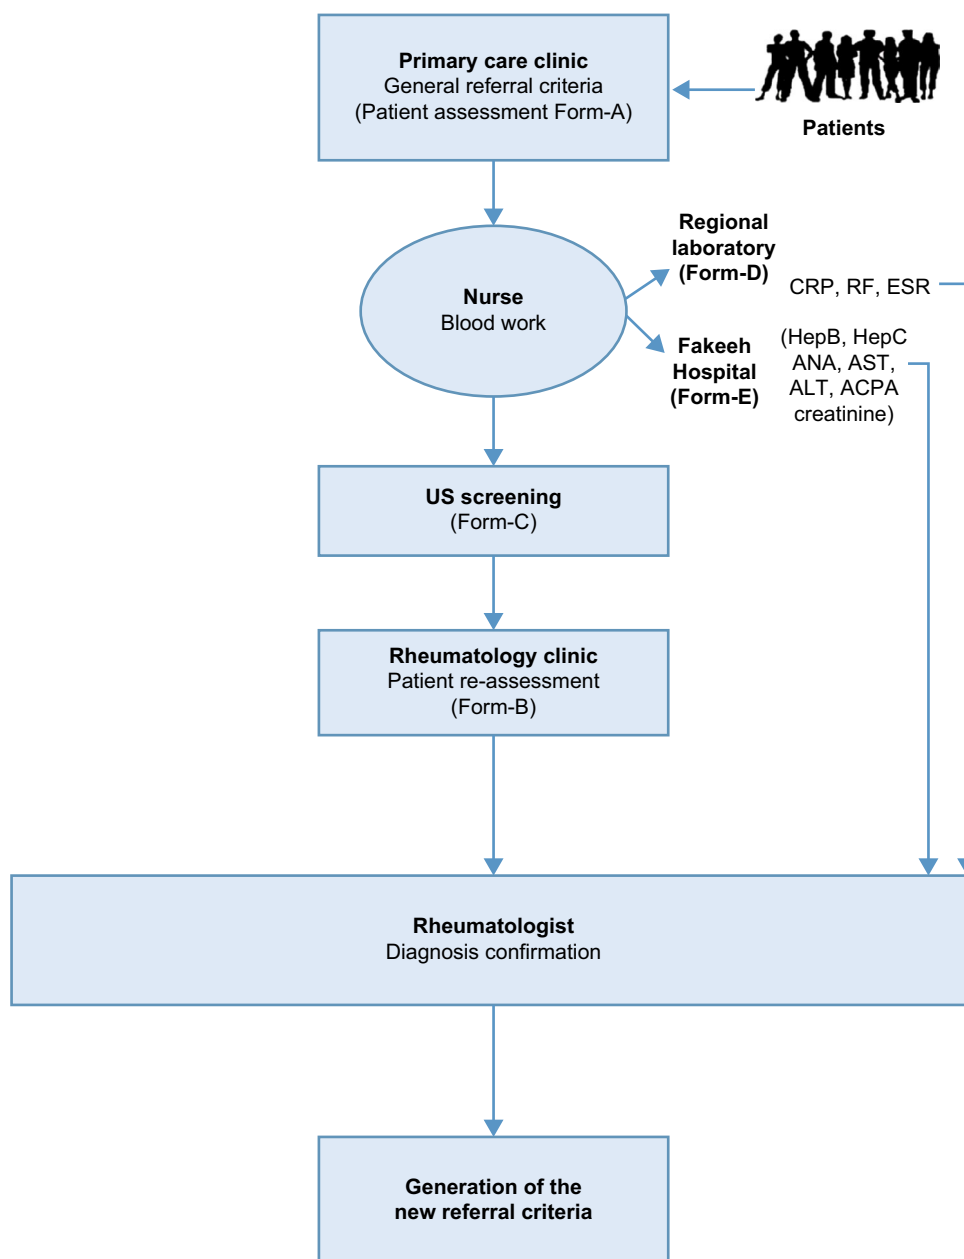 Primary care clinic
General referral criteria
(Patient assessment Form-A)
Patients
Nurse
Blood work
Regional
laboratory
(Form-D)
CRP, RF, ESR
Fakeeh
Hospital
(Form-E)
(HepB, HepC
ANA, AST,
ALT, ACPA
creatinine)
US screening
(Form-C)
Rheumatology clinic
Patient re-assessment
(Form-B)
Rheumatologist
Diagnosis confirmation
Generation of the
new referral criteria